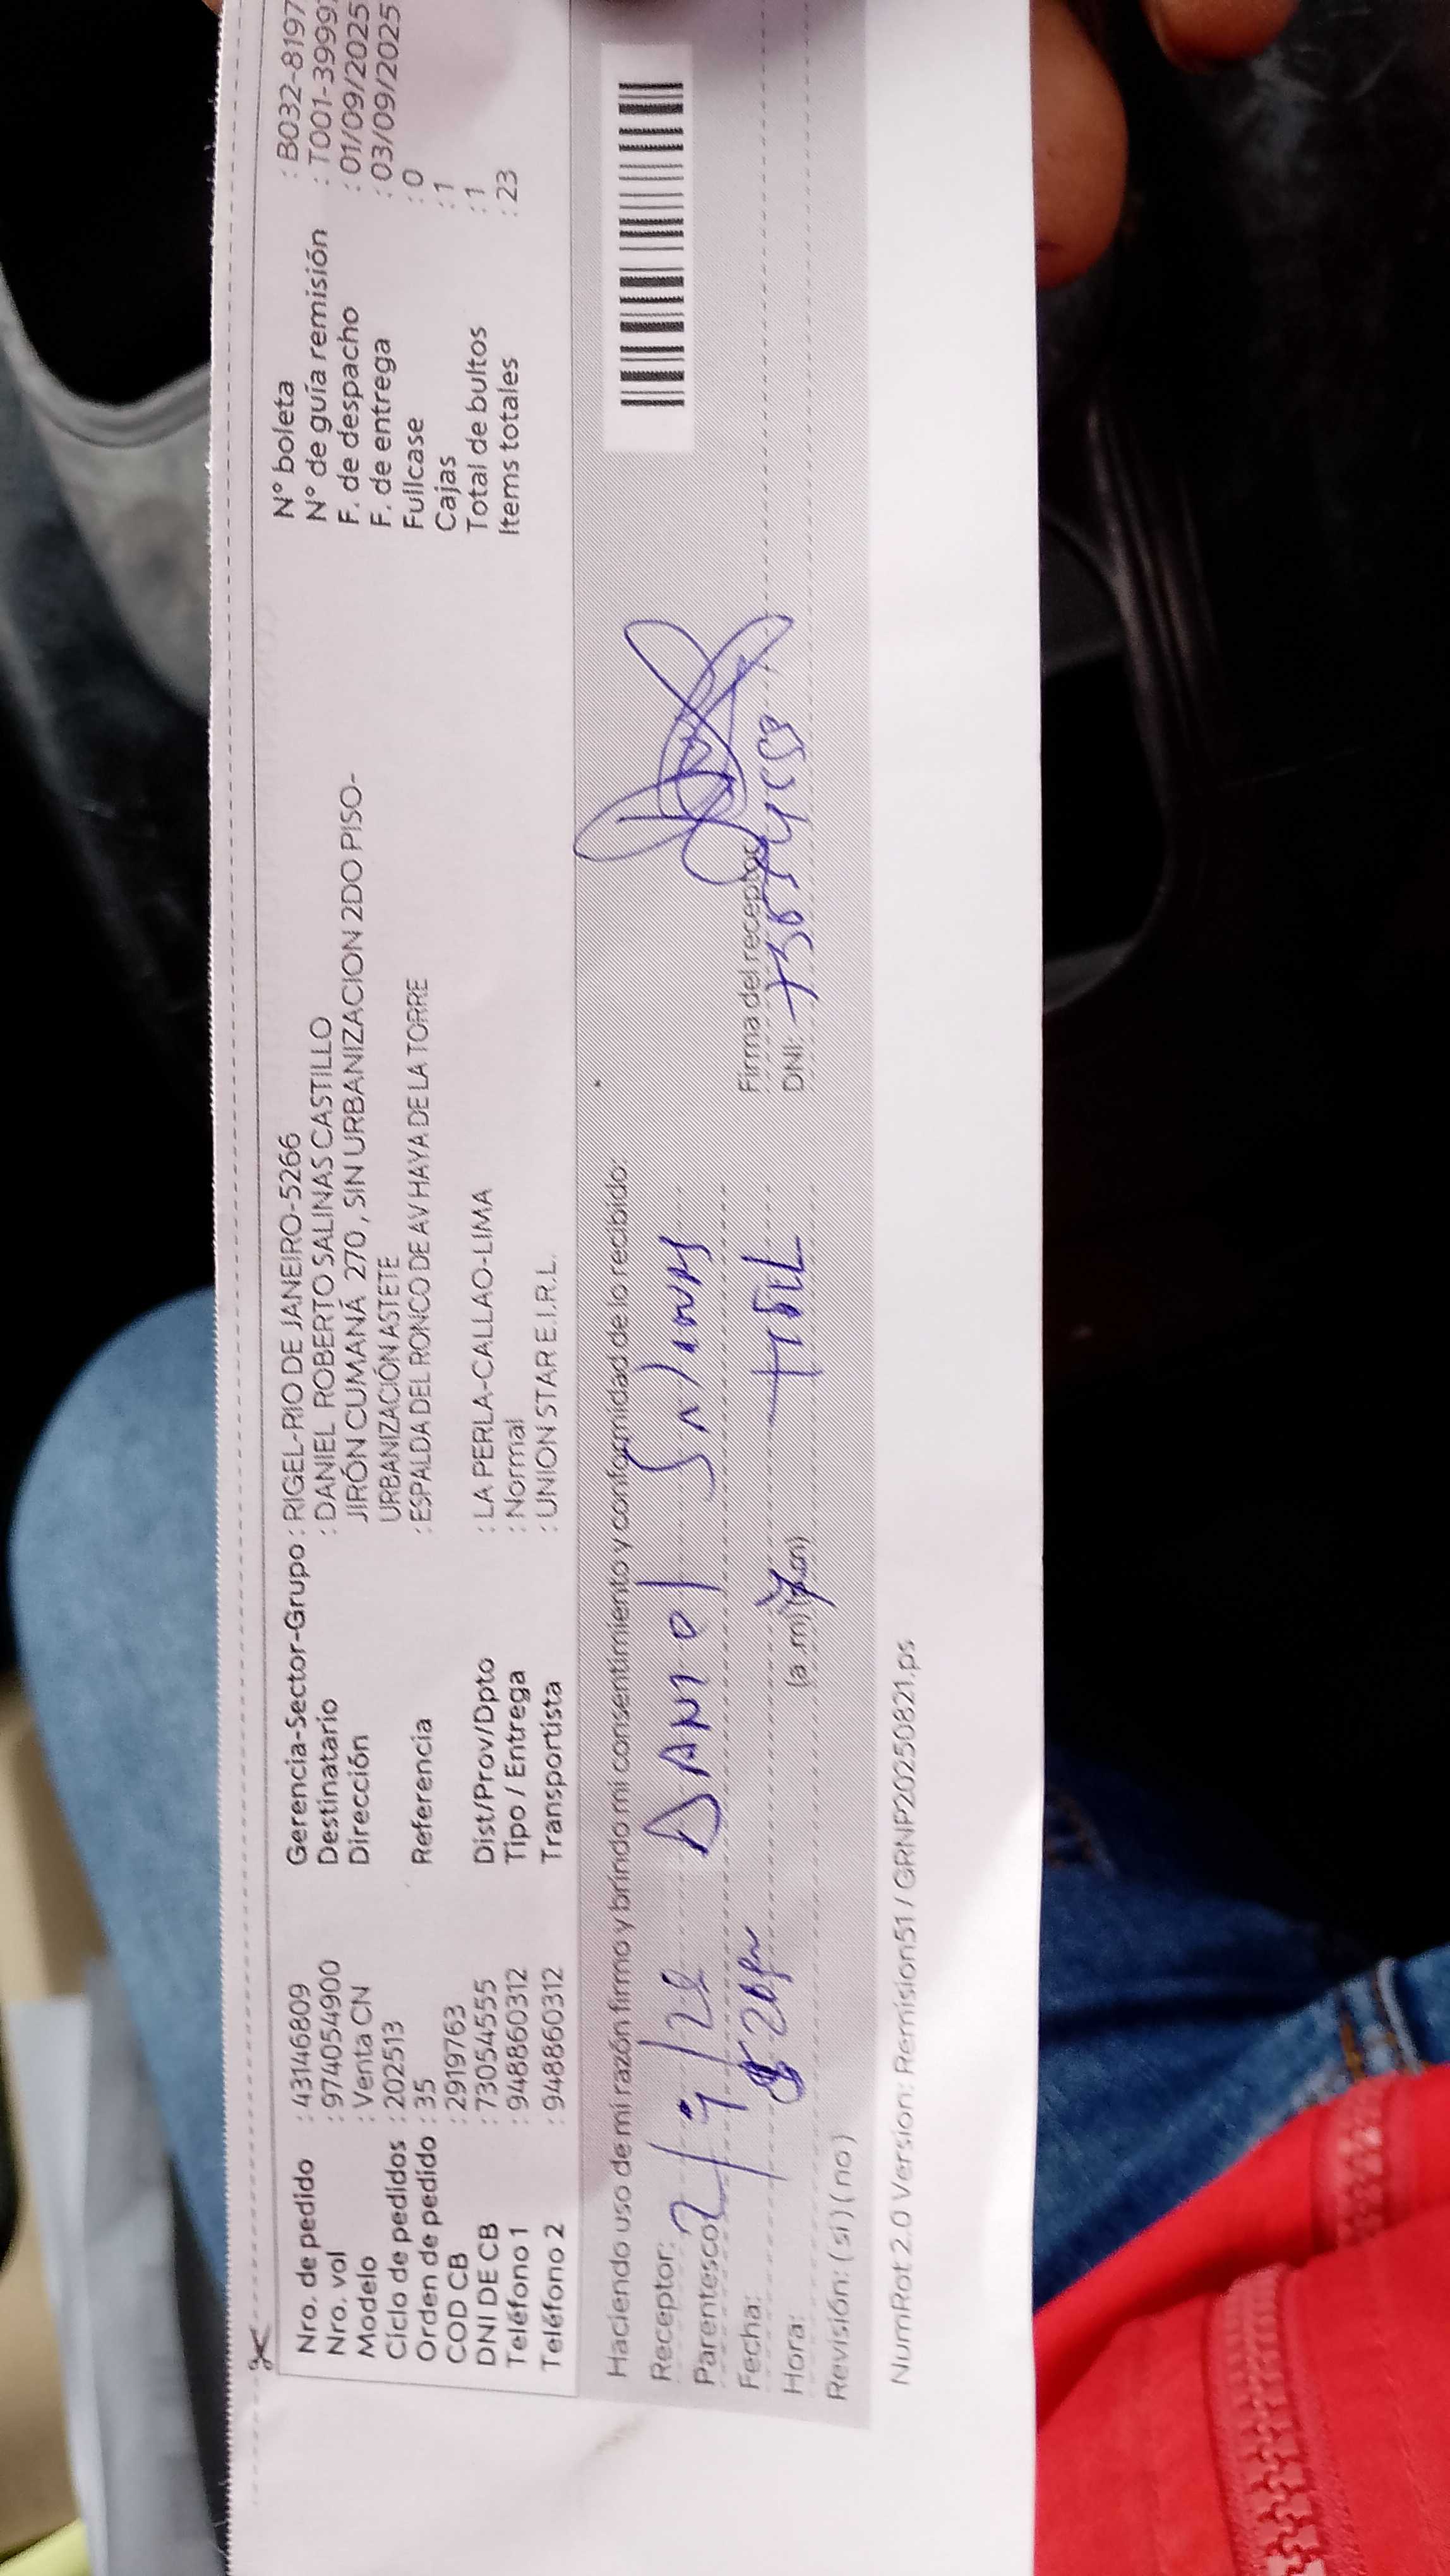 Nro. de pedido : 43146809 Gerencia-Sector-Grupo : RIGEL-RIO DE JANEIRO-5266 N° boleta : B032-8197
Nro. vol : 974054900 Destinatario : DANIEL ROBERTO SALINAS CASTILLO N° de guía remisión : T001-3999
Modelo : Venta CN Dirección JIRÓN CUMANÁ 270 , SIN URBANIZACION 2DO PISO- F. de despacho : 01/09/2025
Ciclo de pedidos : 202513 URBANIZACIÓN ASTETE F. de entrega : 03/09/2025
Orden de pedido : 35 Referencia : ESPALDA DEL RONCO DE AV HAYA DE LA TORRE Fullcase : 0
COD CB : 2919763 Cajas : 1
DNI DE CB : 73054555 Dist/Prov/Dpto : LA PERLA-CALLAO-LIMA Total de bultos : 1
Teléfono 1 : 948860312 Tipo / Entrega : Normal Items totales : 23
Teléfono 2 : 948860312 Transportista : UNION STAR E.I.R.L.
Haciendo uso de mi razón firmo y brindo mi consentimiento y conformidad de lo recibido:
Receptor: Daniel Salinas
Parentesco: 2/9/25
Fecha: Firma del receptor
Hora: 5 20pm (a.m) (p.m) DNI:
Revisión: ( si ) ( no )
NumRot 2.0 Version: Remision51 / GRNP20250821.ps